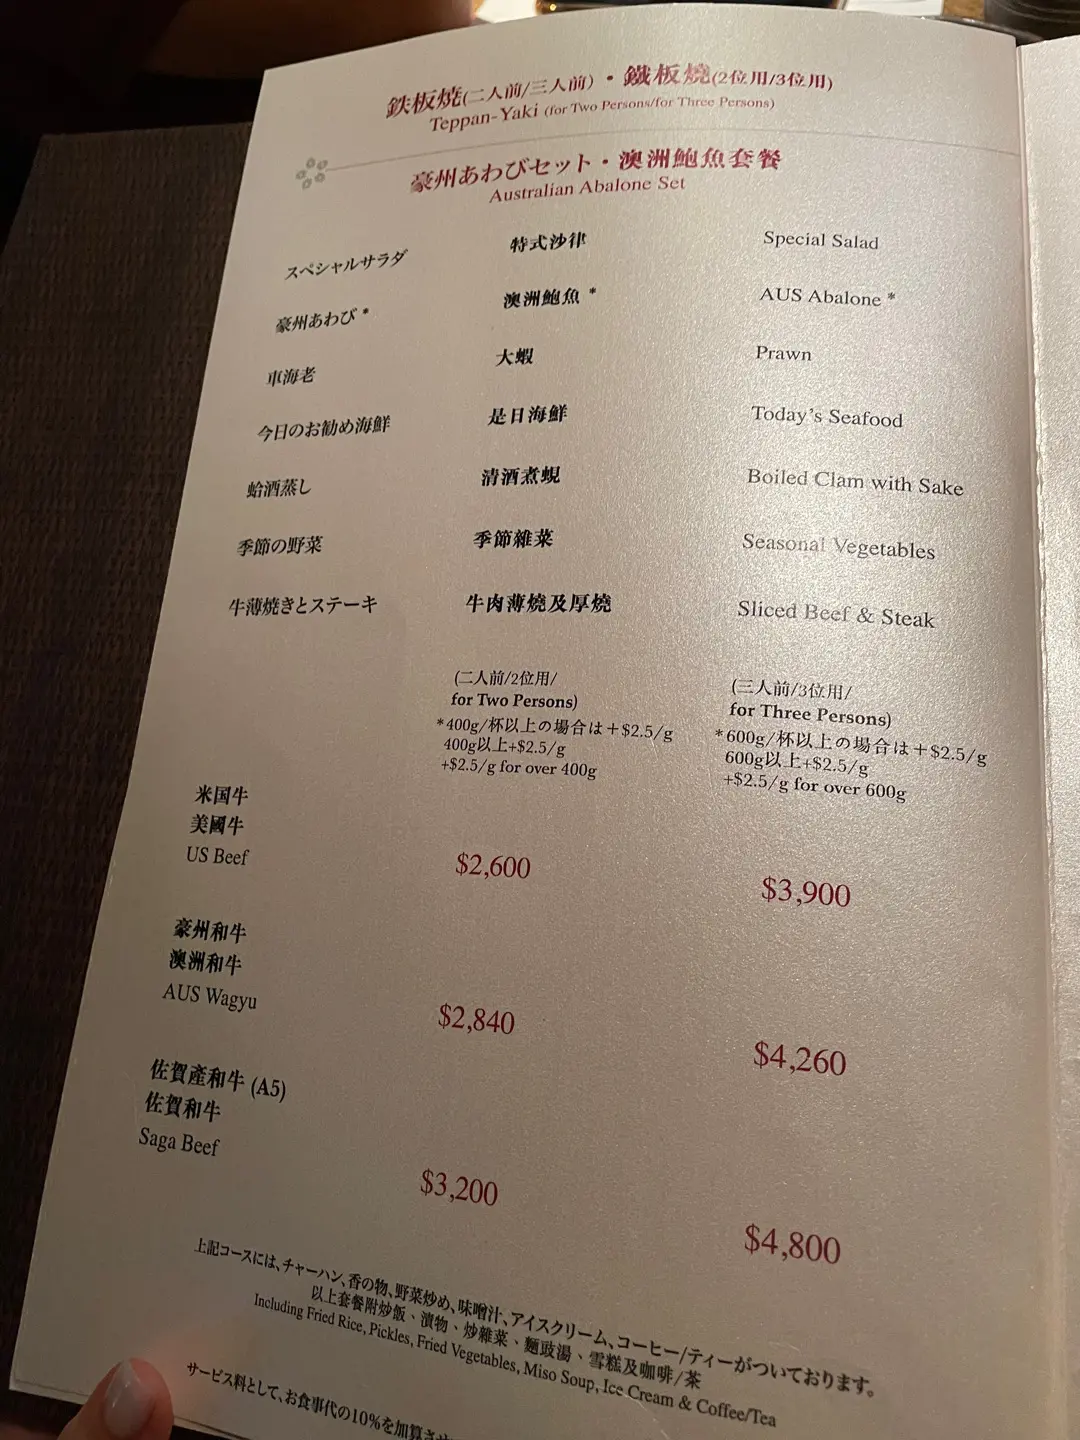 鉄板焼(二人前/三人前)・鐵板燒(2位用/3位用)
Teppan-Yaki (for Two Persons/for Three Persons)
豪州あわびセット・澳洲鮑魚套餐
Australian Abalone Set
スペシャルサラダ 特式沙律 Special Salad
豪州あわび * 澳洲鮑魚 * AUS Abalone *
車海老 大蝦 Prawn
今日のお勧め海鮮 是日海鮮 Today's Seafood
蛤酒蒸し 清酒煮蜆 Boiled Clam with Sake
季節の野菜 季節雜菜 Seasonal Vegetables
牛薄焼きとステーキ 牛肉薄燒及厚燒 Sliced Beef & Steak
(二人前/2位用/
for Two Persons)
*400g/杯以上の場合は+$2.5/g
400g以上+$2.5/g
+$2.5/g for over 400g
(三人前/3位用/
for Three Persons)
*600g/杯以上の場合は+$2.5/g
600g以上+$2.5/g
+$2.5/g for over 600g
米国牛
美國牛
US Beef
$2,600 $3,900
豪州和牛
澳洲和牛
AUS Wagyu
$2,840 $4,260
佐賀產和牛 (A5)
佐賀和牛
Saga Beef
$3,200 $4,800
上記コースには、チャーハン、香の物、野菜炒め、味噌汁、アイスクリーム、コーヒー/ティーがついております。
以上套餐附炒飯、漬物、炒雜菜、麵豉湯、雪糕及咖啡/茶
Including Fried Rice, Pickles, Fried Vegetables, Miso Soup, Ice Cream & Coffee/Tea
サービス料として、お食事代の10%を加算させ